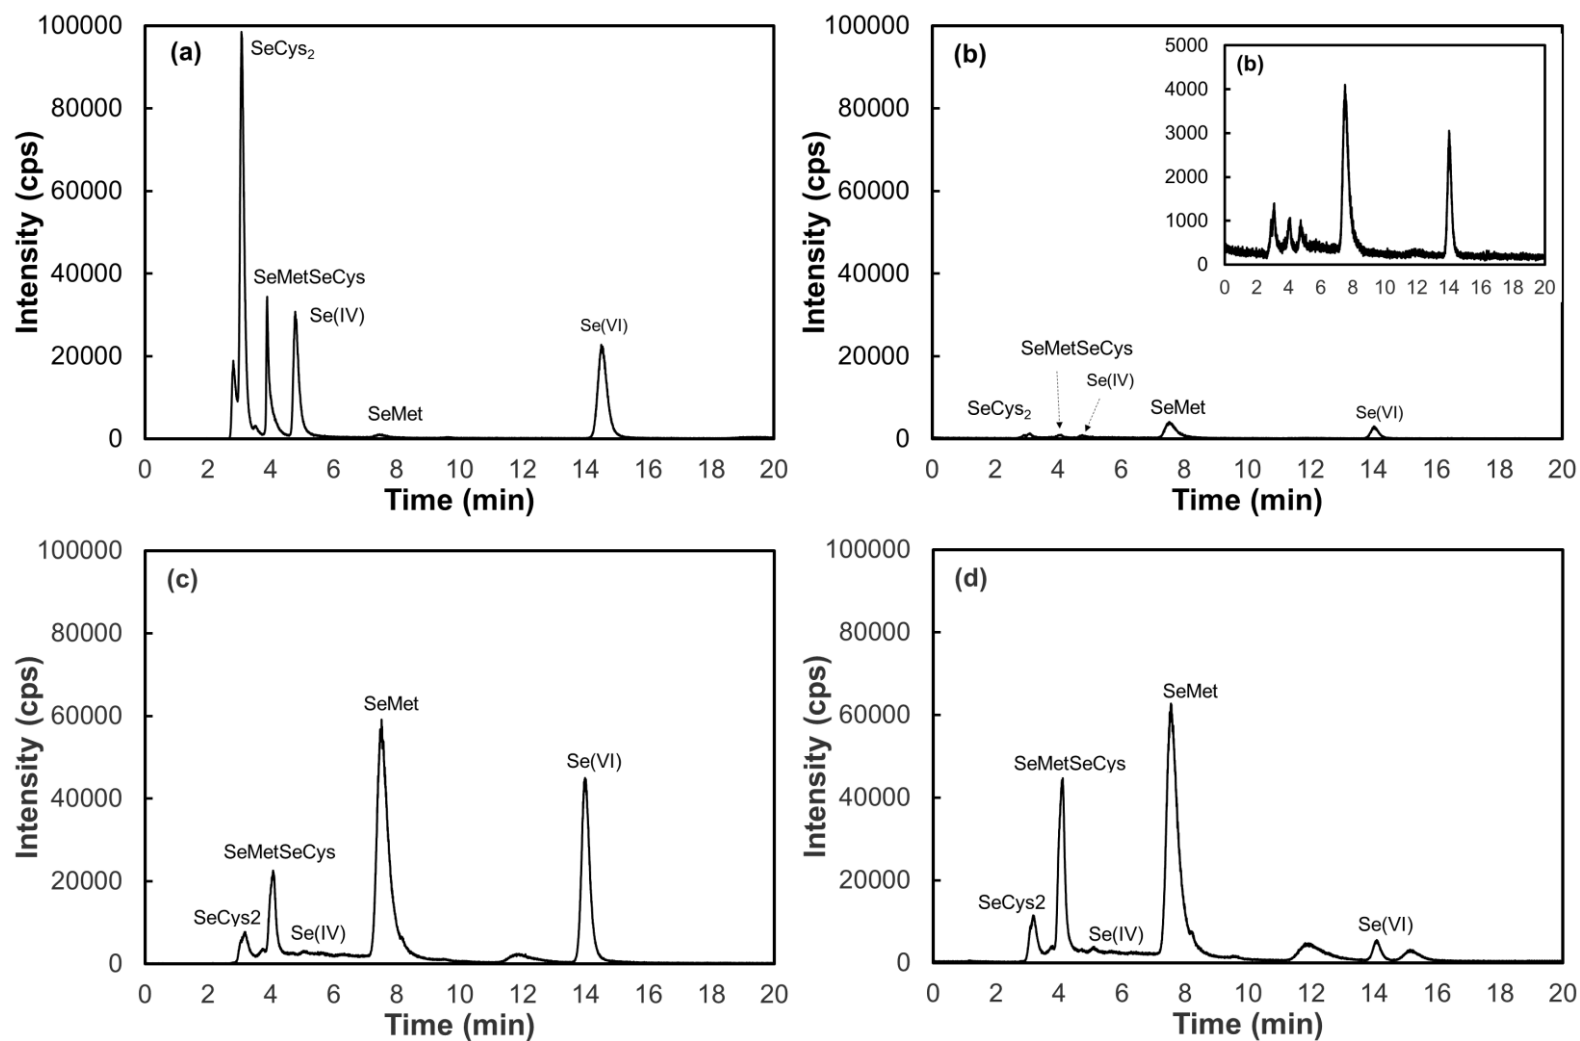 (a)
SeCys₂
SeMetSeCys
Se(IV)
SeMet
Se(VI)
100000
80000
60000
40000
20000
0
0 2 4 6 8 10 12 14 16 18 20
Intensity (cps)
Time (min)
(b)
SeCys₂
SeMetSeCys
Se(IV)
SeMet
Se(VI)
100000
80000
60000
40000
20000
0
0 2 4 6 8 10 12 14 16 18 20
Intensity (cps)
Time (min)
(b)
5000
4000
3000
2000
1000
0
0 2 4 6 8 10 12 14 16 18 20
(c)
SeCys2
SeMetSeCys
Se(IV)
SeMet
Se(VI)
100000
80000
60000
40000
20000
0
0 2 4 6 8 10 12 14 16 18 20
Intensity (cps)
Time (min)
(d)
SeCys2
SeMetSeCys
Se(IV)
SeMet
Se(VI)
100000
80000
60000
40000
20000
0
0 2 4 6 8 10 12 14 16 18 20
Intensity (cps)
Time (min)